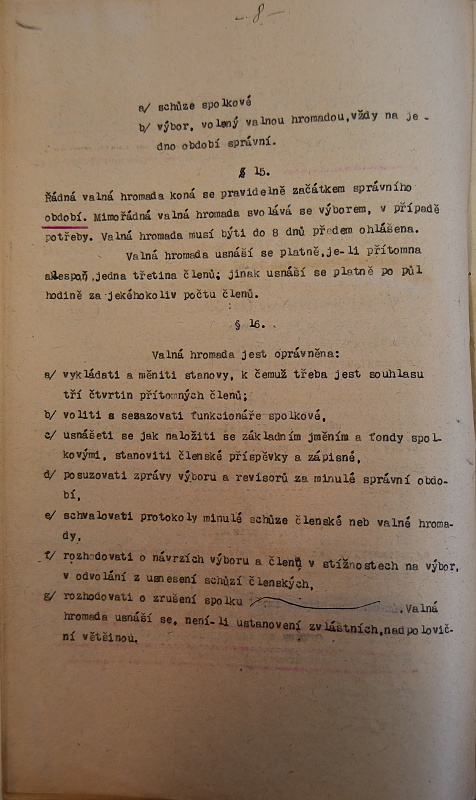 - 8 -
a/ schůze spolkové
b/ výbor, volený valnou hromadou,vždy na je -
dno období správní.
§ 15.
Řádná valná hromada koná se pravidelně začátkem správního
období. Mimořádná valná hromada svolává se výborem, v případě
potřeby. Valná hromada musí býti do 8 dnů předem ohlášena.
Valná hromada usnáší se platně,je-li přítomna
alespoň,jedna třetina členů; jinak usnáší se platně po půl
hodině za jakéhokoliv počtu členů.
§ 16.
Valná hromada jest oprávněna:
a/ vykládati a měniti stanovy, k čemuž třeba jest souhlasu
tří čtvrtin přítomných členů;
b/ voliti a sesazovati funkcionáře spolkové,
c/ usnášeti se jak naložiti se základním jměním a fondy spol-
kovými, stanoviti členské příspěvky a zápisné,
d/ posuzovati zprávy výboru a revisorů za minulé správní obdo-
bí,
e/ schvalovati protokoly minulé schůze členské neb valné hroma-
dy,
f/ rozhodovati o návrzích výboru a členů v stížnostech na výbor,
v odvolání z usnesení schůzí členských,
g/ rozhodovati o zrušení spolku .Valná
hromada usnáší se, není-li ustanovení zvláštních,nadpolovič-
ní většinou.